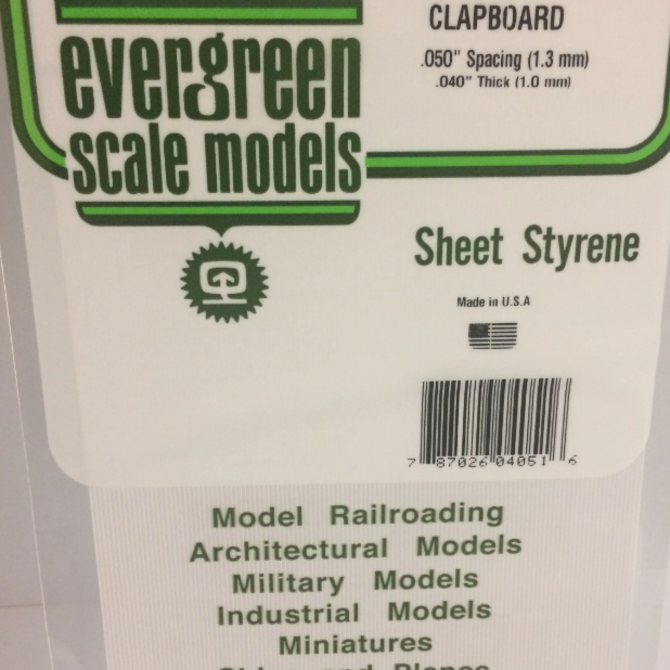 CLAPBOARD
.050" Spacing (1.3 mm)
.040" Thick (1.0 mm)
evergreen
scale models
Sheet Styrene
Made in U.S.A
7 87026 04051 6
Model Railroading
Architectural Models
Military Models
Industrial Models
Miniatures